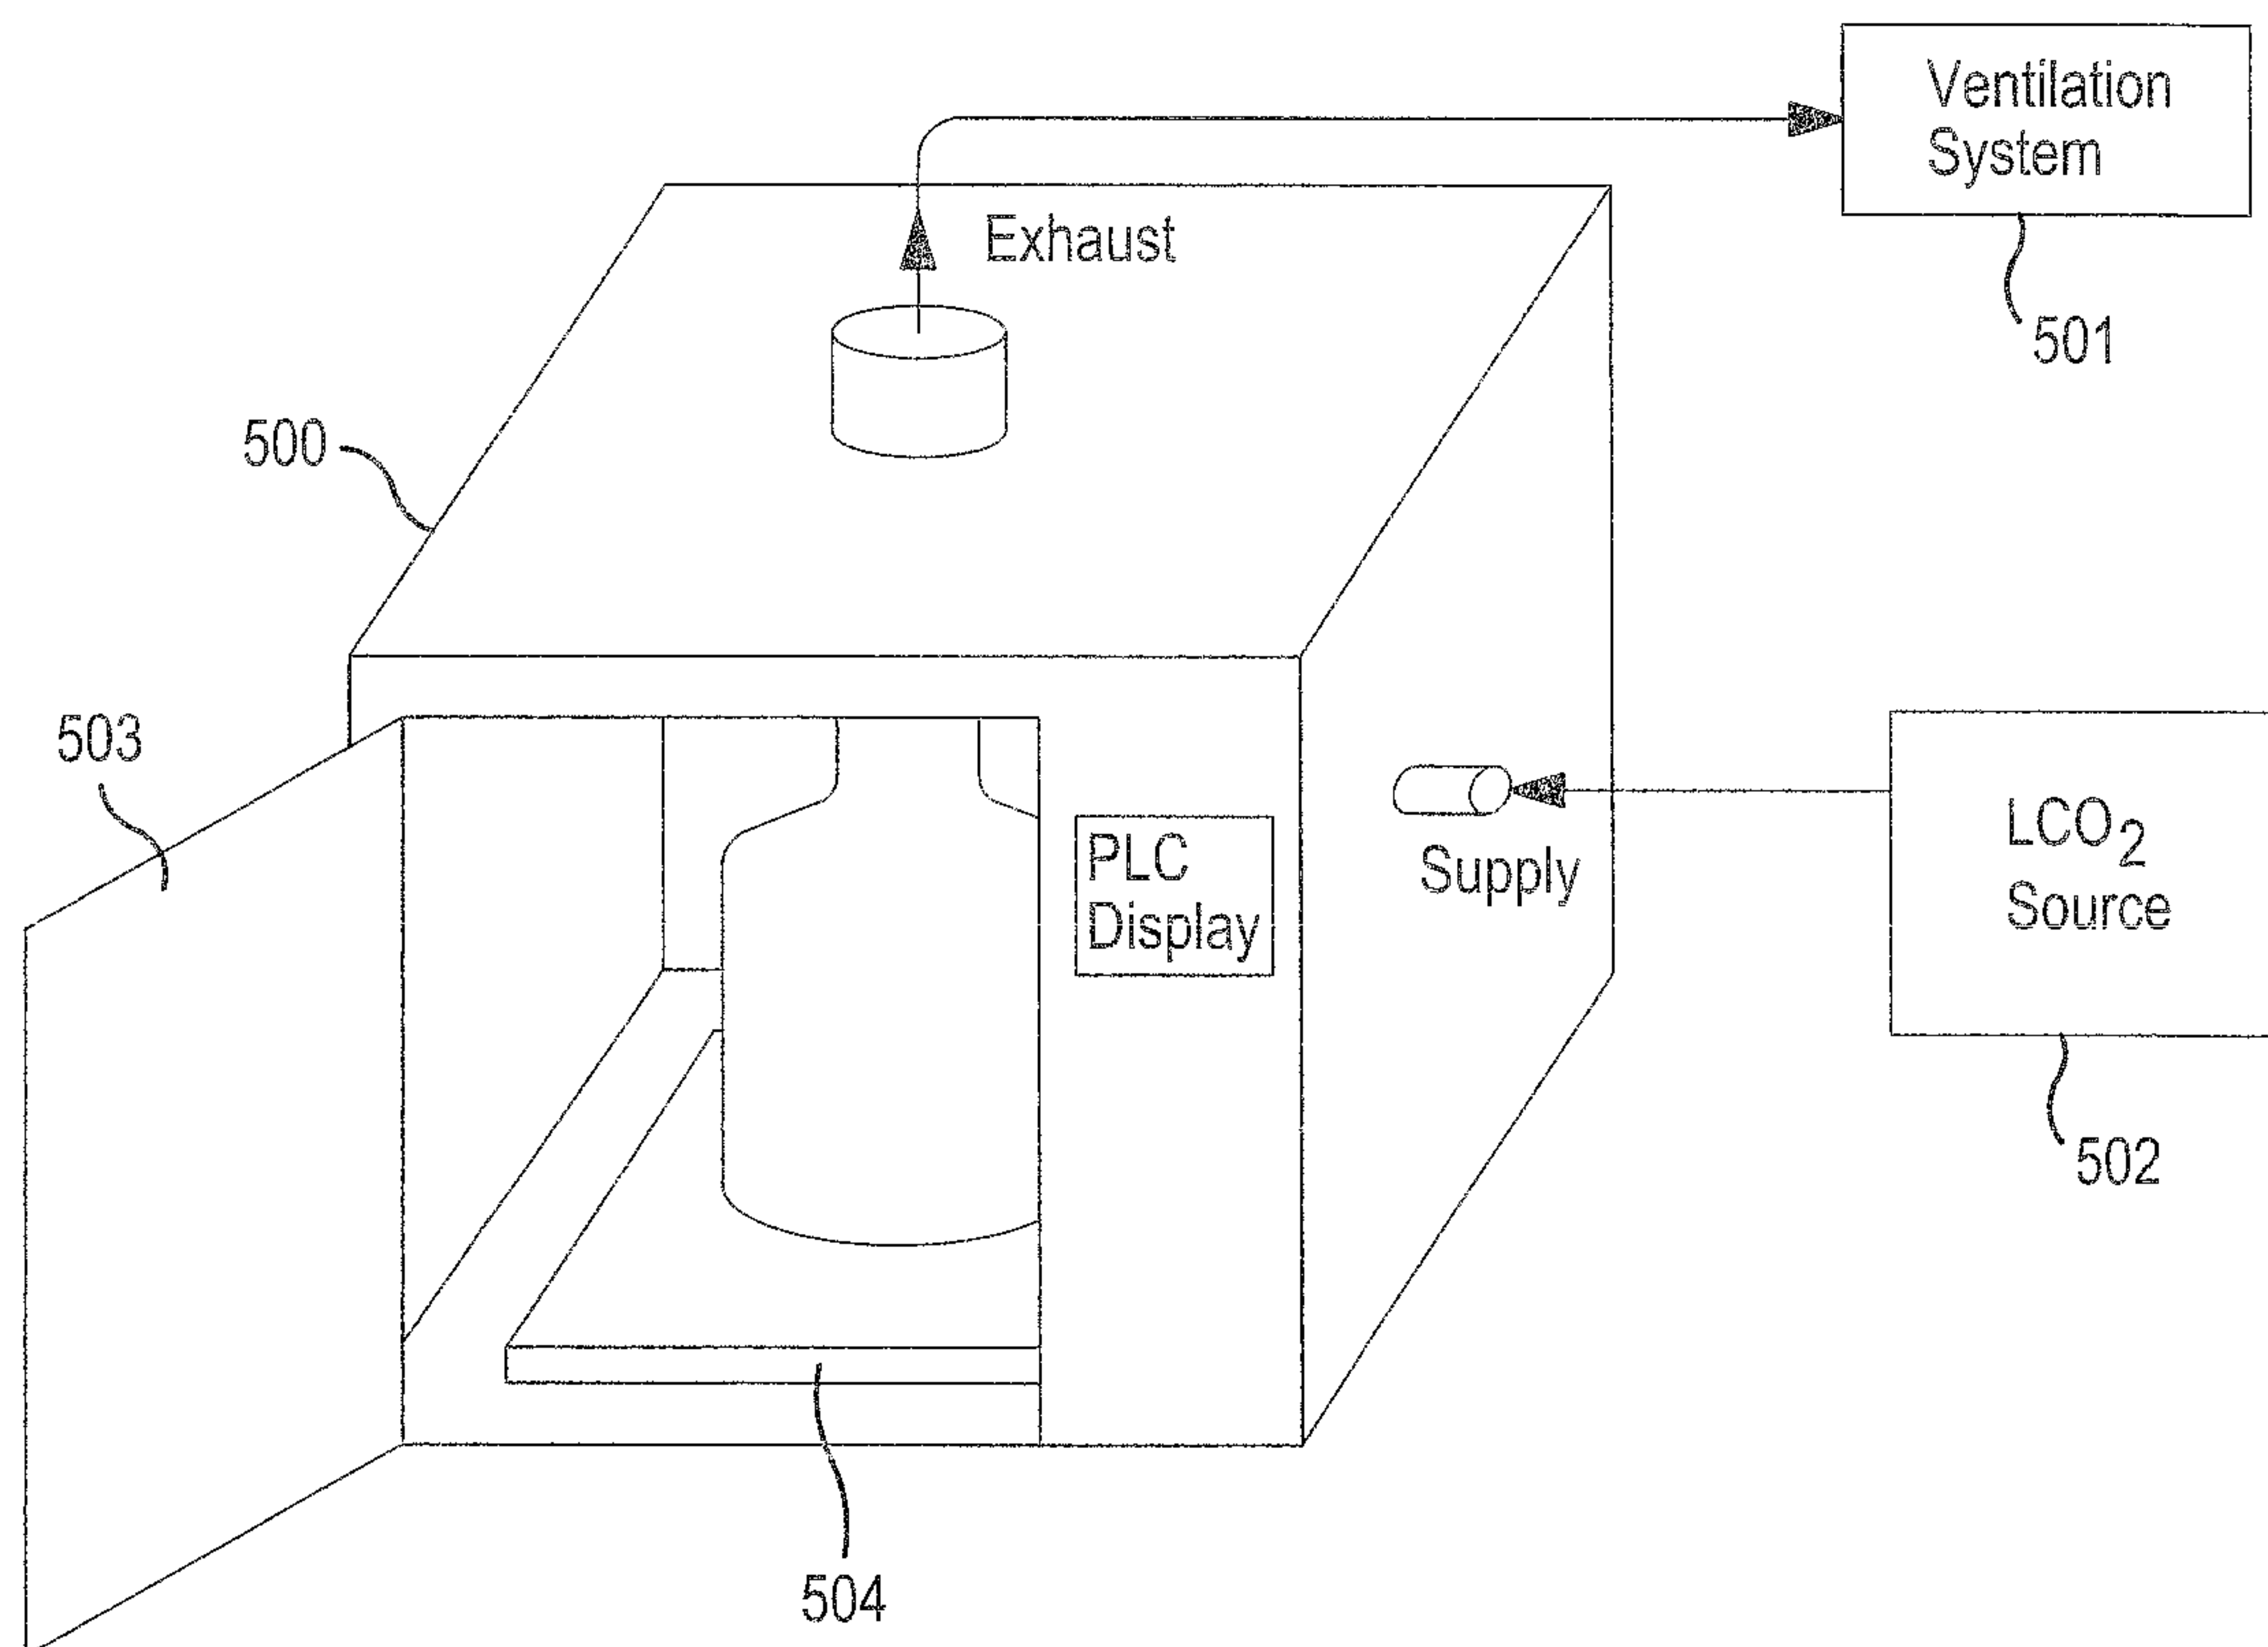 Ventilation
System
501
Exhaust
500
503
PLC
Display
Supply
LCO2
Source
502
504